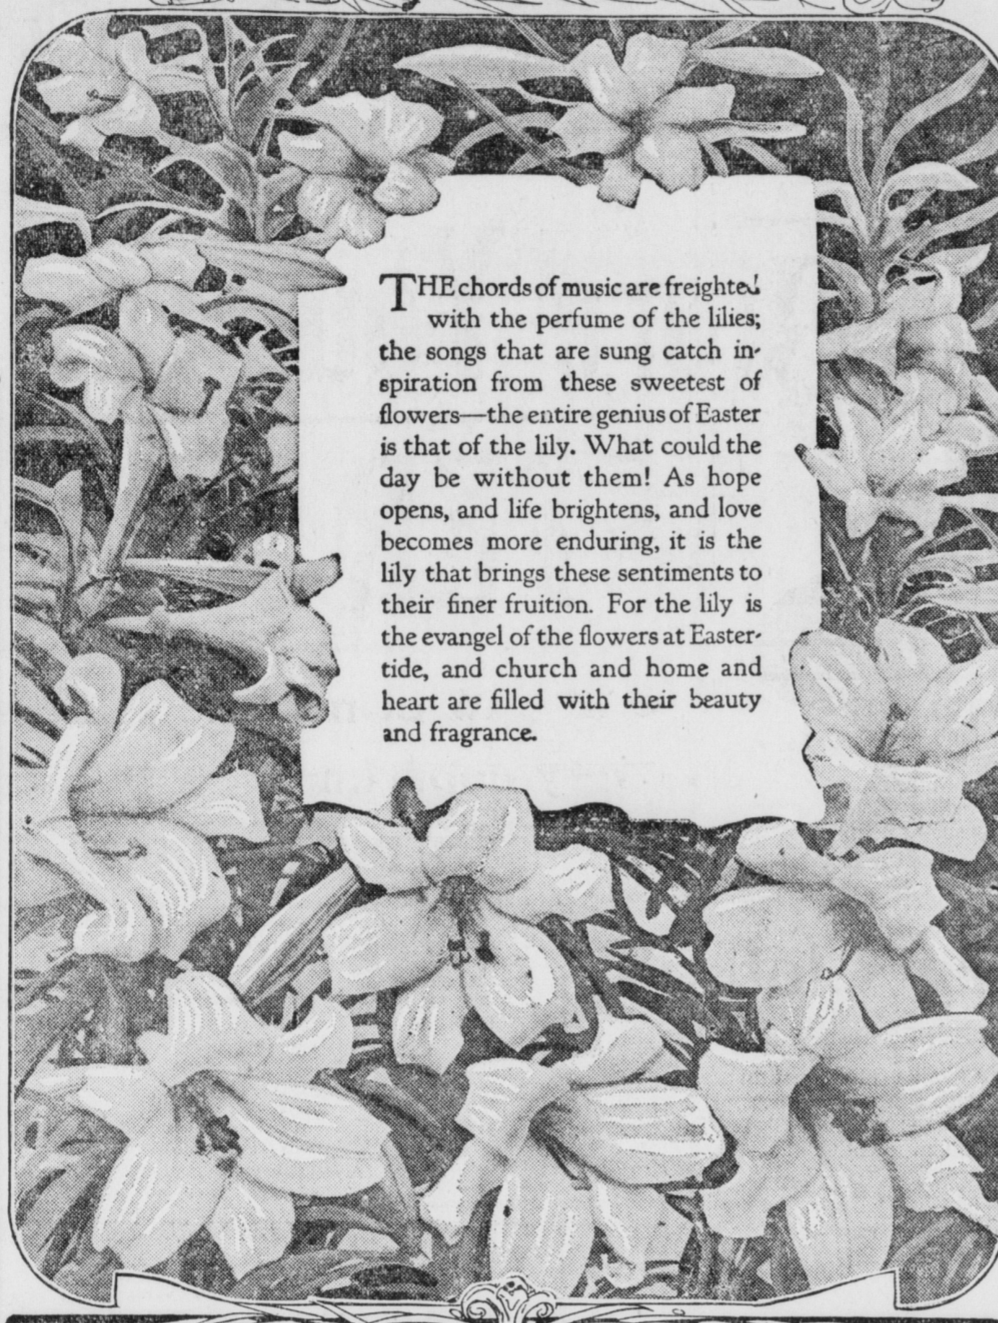 THE chords of music are freighted
with the perfume of the lilies;
the songs that are sung catch in-
spiration from these sweetest of
flowers—the entire genius of Easter
is that of the lily. What could the
day be without them! As hope
opens, and life brightens, and love
becomes more enduring, it is the
lily that brings these sentiments to
their finer fruition. For the lily is
the evangel of the flowers at Easter-
tide, and church and home and
heart are filled with their beauty
and fragrance.